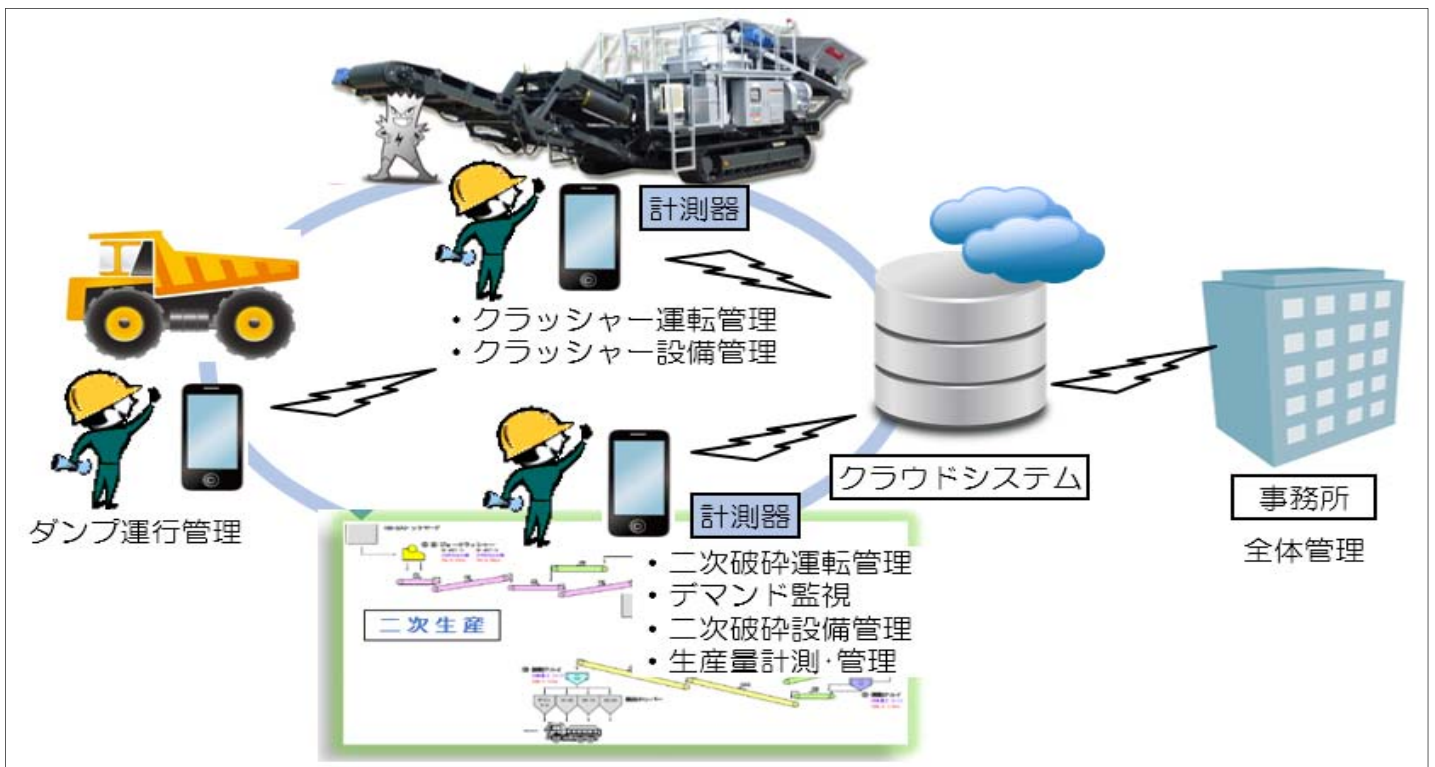 計測器
・クラッシャー運転管理
・クラッシャー設備管理
ダンプ運行管理
クラウドシステム
事務所
全体管理
計測器
・二次破砕運転管理
・デマンド監視
・二次破砕設備管理
・生産量計測･管理
二次生産